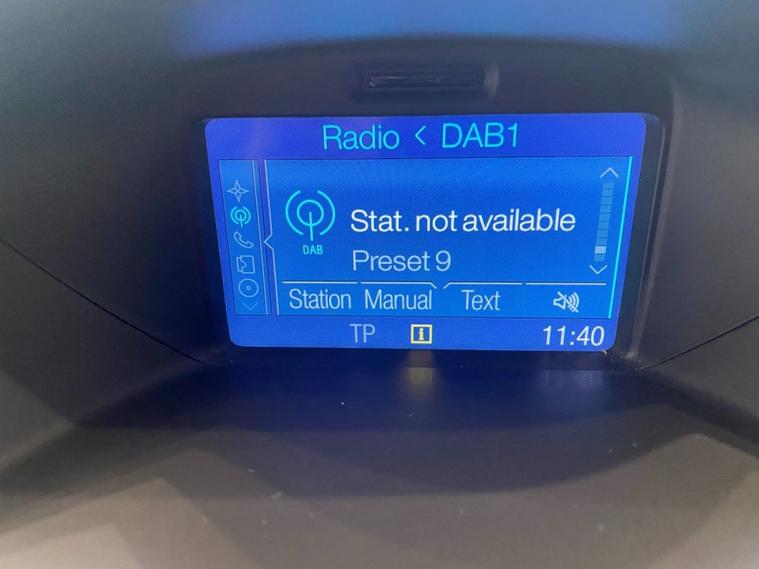 Radio < DAB1
DAB
Stat. not available
Preset 9
Station Manual Text
TP i 11:40